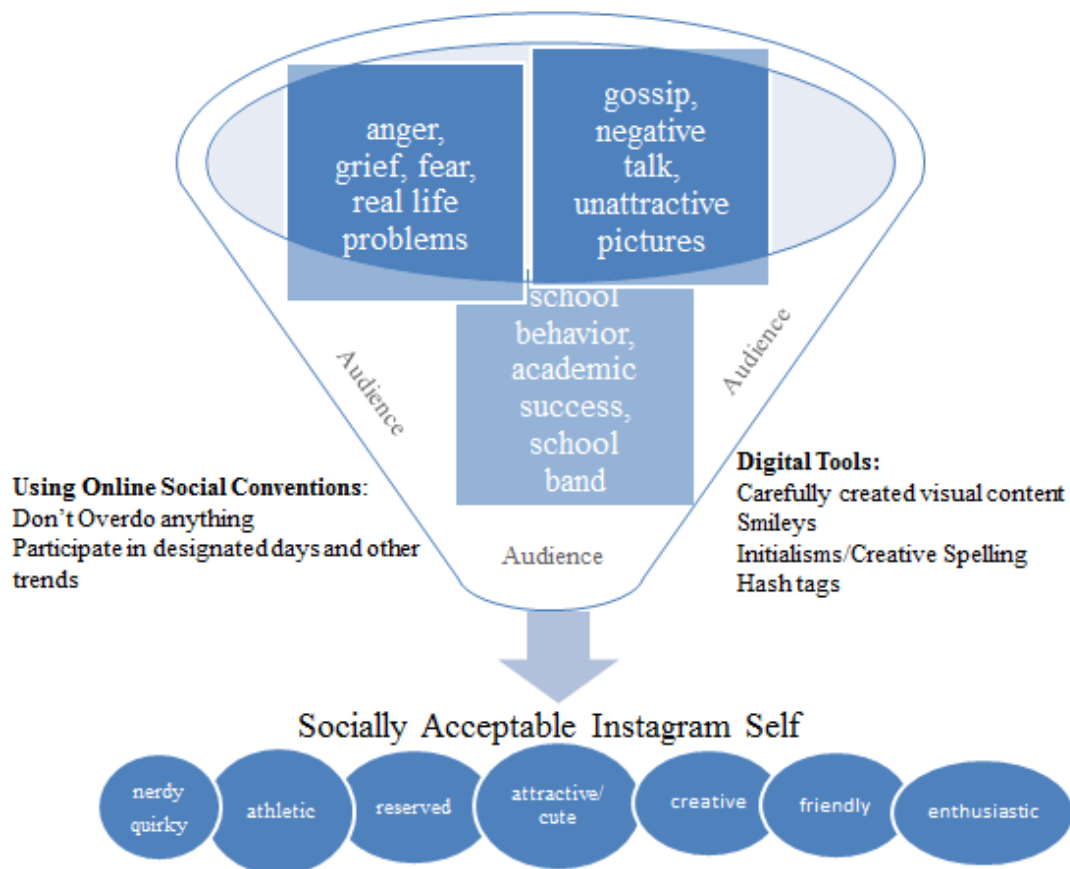 anger,
grief, fear,
real life
problems
gossip,
negative
talk,
unattractive
pictures
school
behavior,
academic
success,
school
band
Audience
Audience
Audience
Using Online Social Conventions:
Don’t Overdo anything
Participate in designated days and other
trends
Digital Tools:
Carefully created visual content
Smileys
Initialisms/Creative Spelling
Hash tags
Socially Acceptable Instagram Self
nerdy
quirky
athletic
reserved
attractive/
cute
creative
friendly
enthusiastic